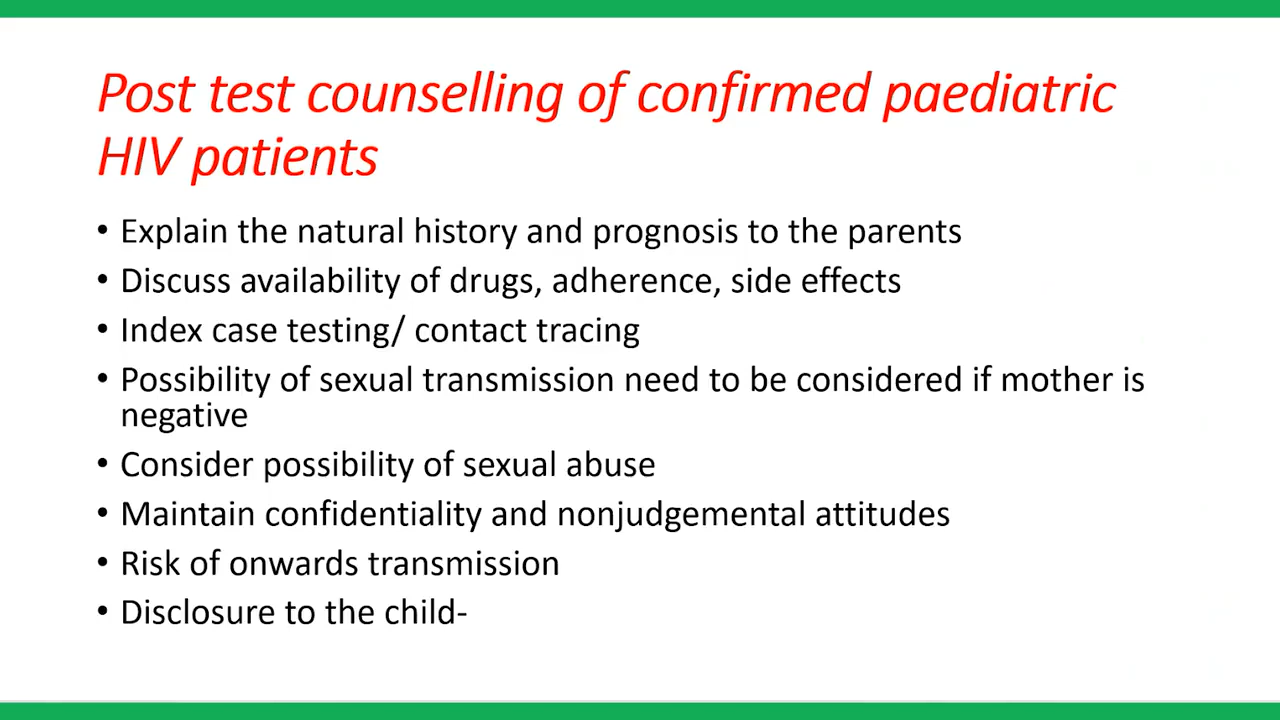 Post test counselling of confirmed paediatric
HIV patients
• Explain the natural history and prognosis to the parents
• Discuss availability of drugs, adherence, side effects
• Index case testing/ contact tracing
• Possibility of sexual transmission need to be considered if mother is
negative
• Consider possibility of sexual abuse
• Maintain confidentiality and nonjudgemental attitudes
• Risk of onwards transmission
• Disclosure to the child-